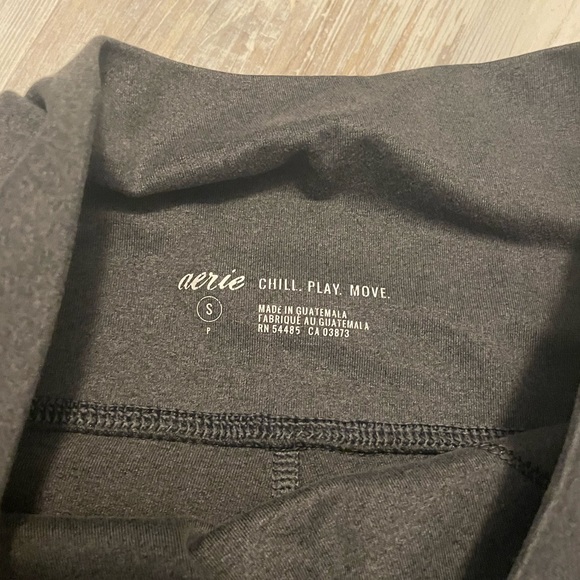 aerie CHILL. PLAY. MOVE.
S
P
MADE IN GUATEMALA
FABRIQUÉ AU GUATEMALA
RN 54485 CA 03873